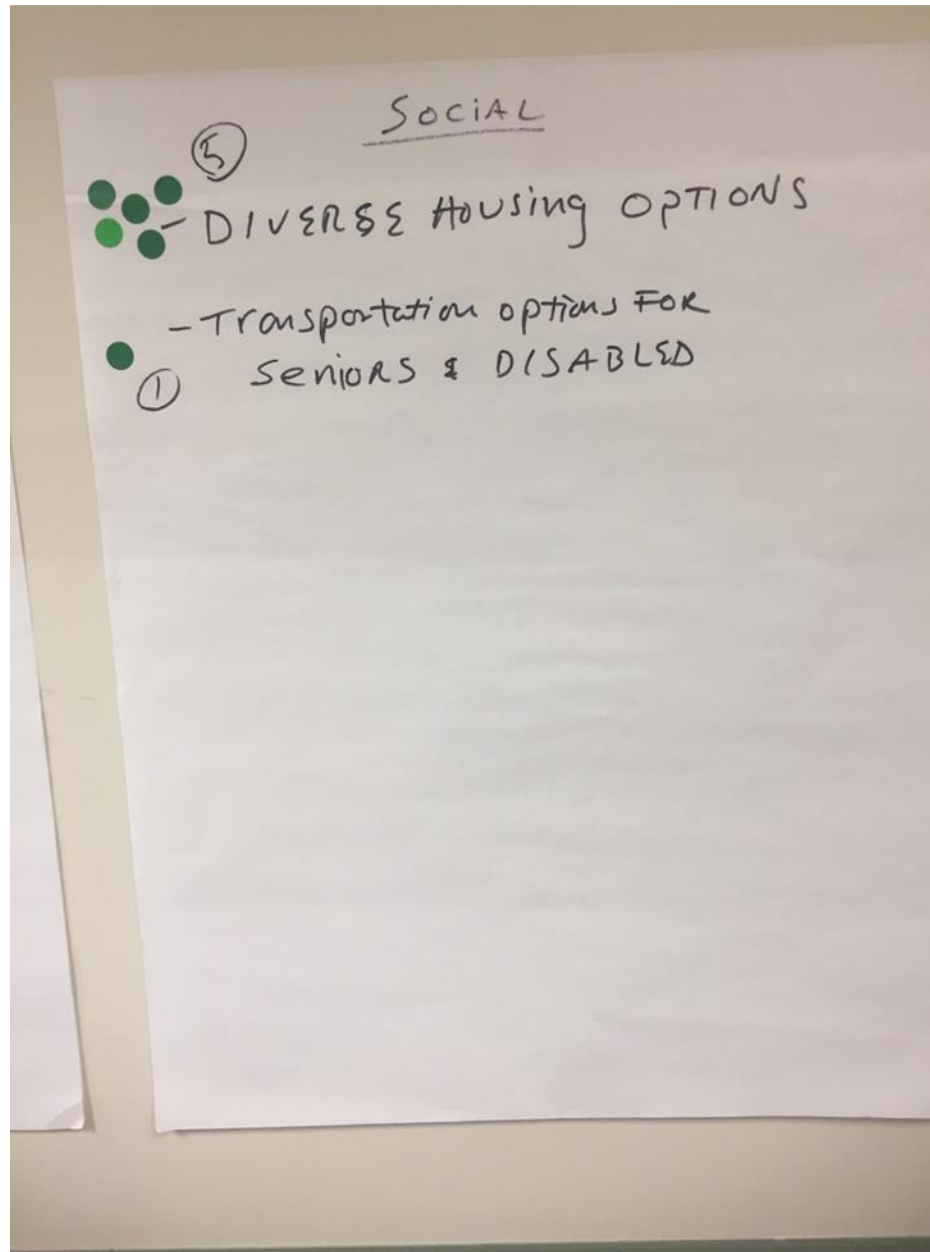 SOCiAL
5
- DIVERSE HOUSing OPTIONS
- Transportation options FOR
1 SeniORS & DISABLED